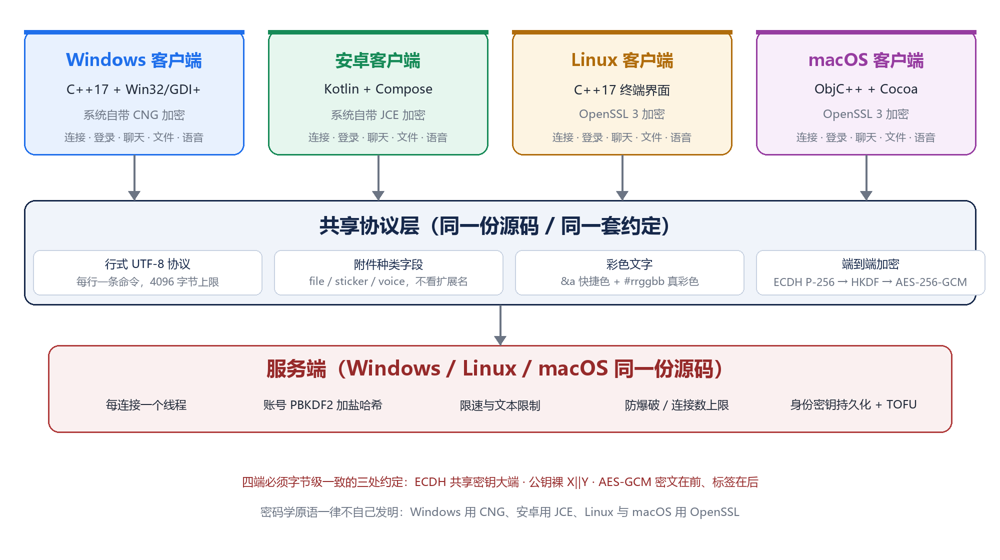 Windows 客户端
C++17 + Win32/GDI+
系统自带 CNG 加密
连接 · 登录 · 聊天 · 文件 · 语音
安卓客户端
Kotlin + Compose
系统自带 JCE 加密
连接 · 登录 · 聊天 · 文件 · 语音
Linux 客户端
C++17 终端界面
OpenSSL 3 加密
连接 · 登录 · 聊天 · 文件 · 语音
macOS 客户端
ObjC++ + Cocoa
OpenSSL 3 加密
连接 · 登录 · 聊天 · 文件 · 语音
共享协议层（同一份源码 / 同一套约定）
行式 UTF-8 协议
每行一条命令，4096 字节上限
附件种类字段
file / sticker / voice，不看扩展名
彩色文字
&a 快捷色 + #rrggbb 真彩色
端到端加密
ECDH P-256 → HKDF → AES-256-GCM
服务端（Windows / Linux / macOS 同一份源码）
每连接一个线程
账号 PBKDF2 加盐哈希
限速与文本限制
防爆破 / 连接数上限
身份密钥持久化 + TOFU
四端必须字节级一致的三处约定：ECDH 共享密钥大端 · 公钥裸 X||Y · AES-GCM 密文在前、标签在后
密码学原语一律不自己发明：Windows 用 CNG、安卓用 JCE、Linux 与 macOS 用 OpenSSL